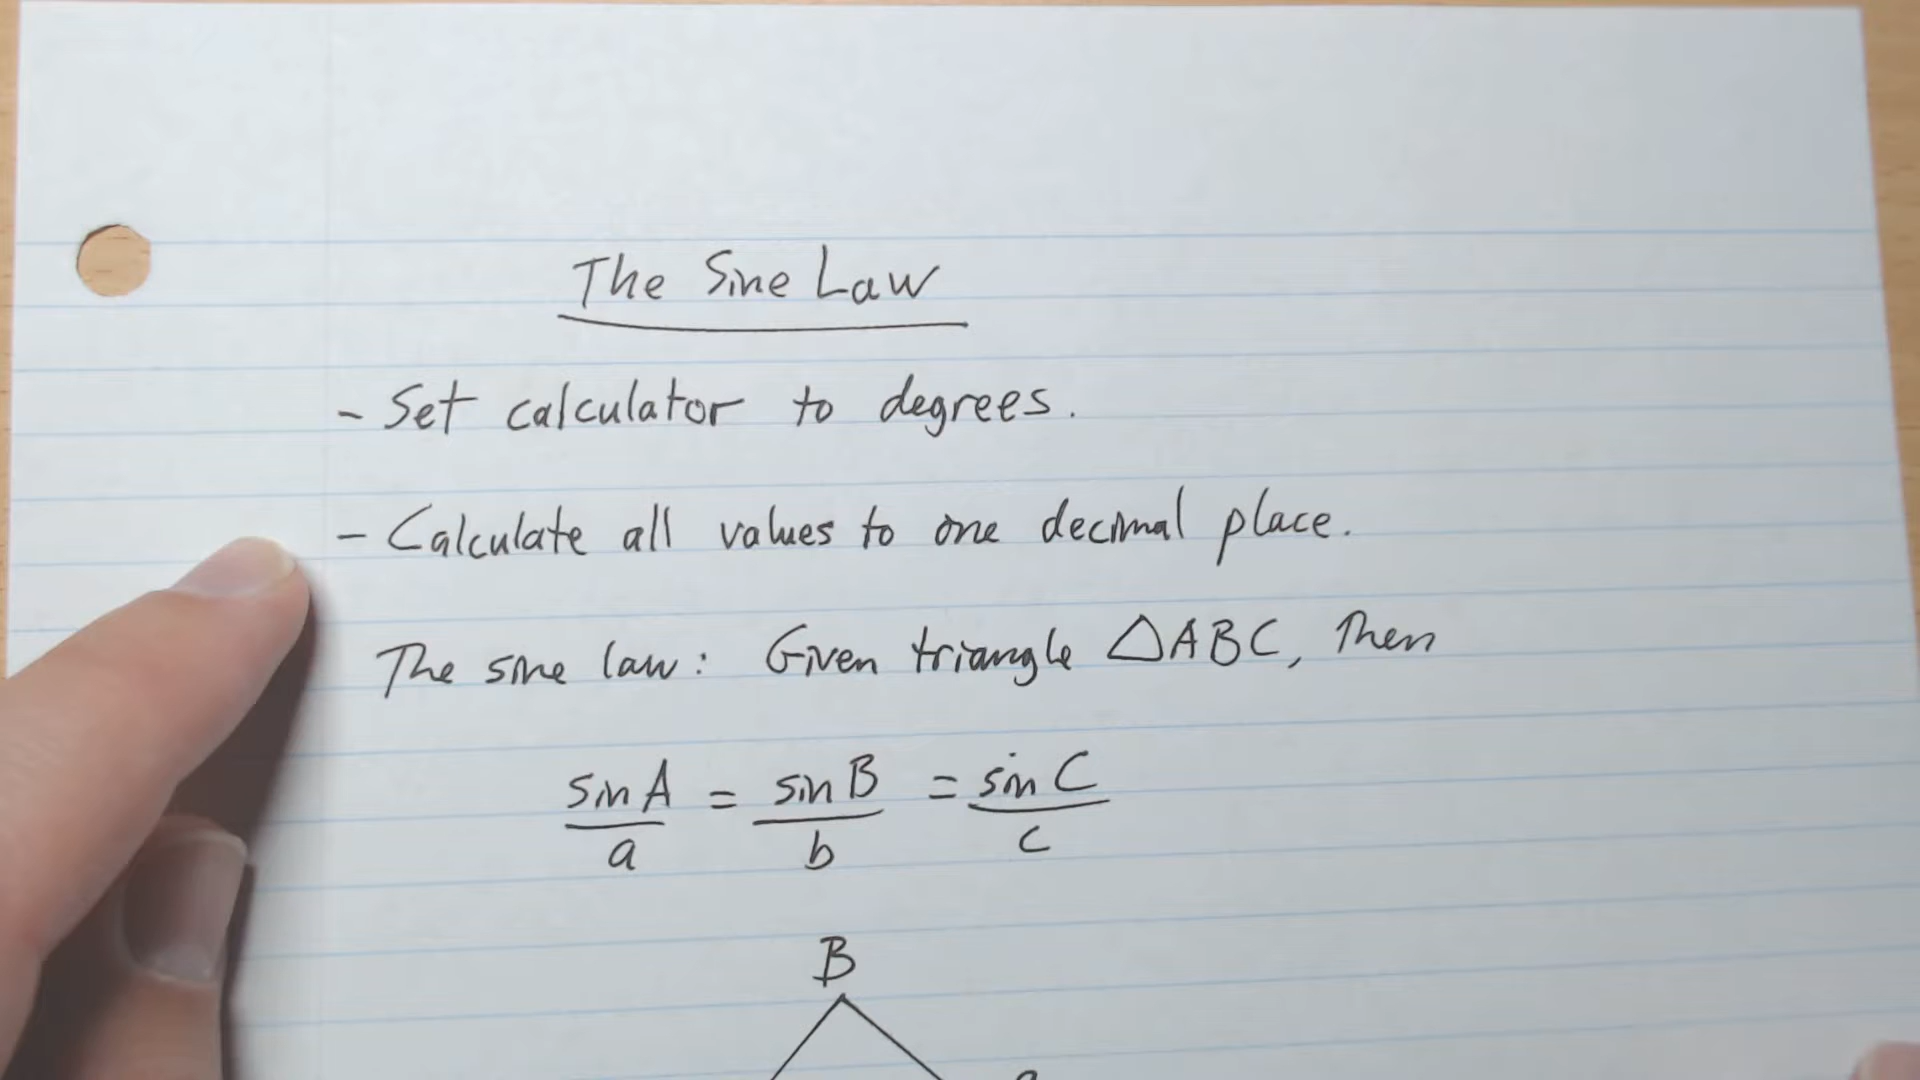 The Sine Law
- Set calculator to degrees.
- Calculate all values to one decimal place.
The sine law: Given triangle △ABC, Then
sin A / a = sin B / b = sin C / c
B